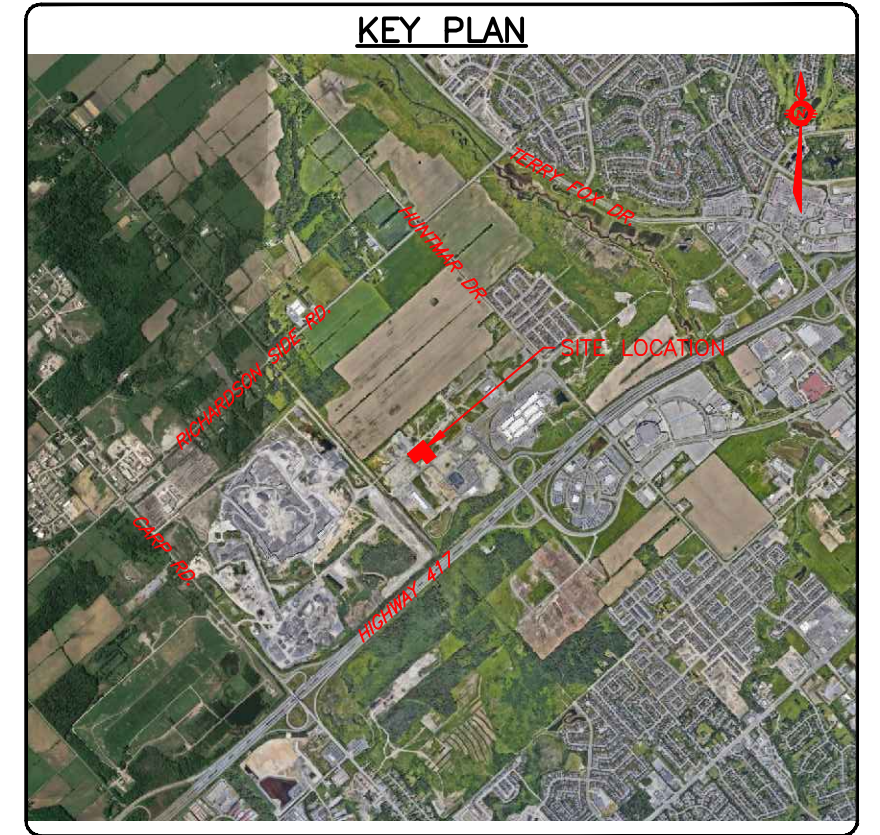 KEY PLAN
N
TERRY FOX DR.
HUNTMAR DR.
RICHARDSON SIDE RD.
SITE LOCATION
CARP RD.
HIGHWAY 417